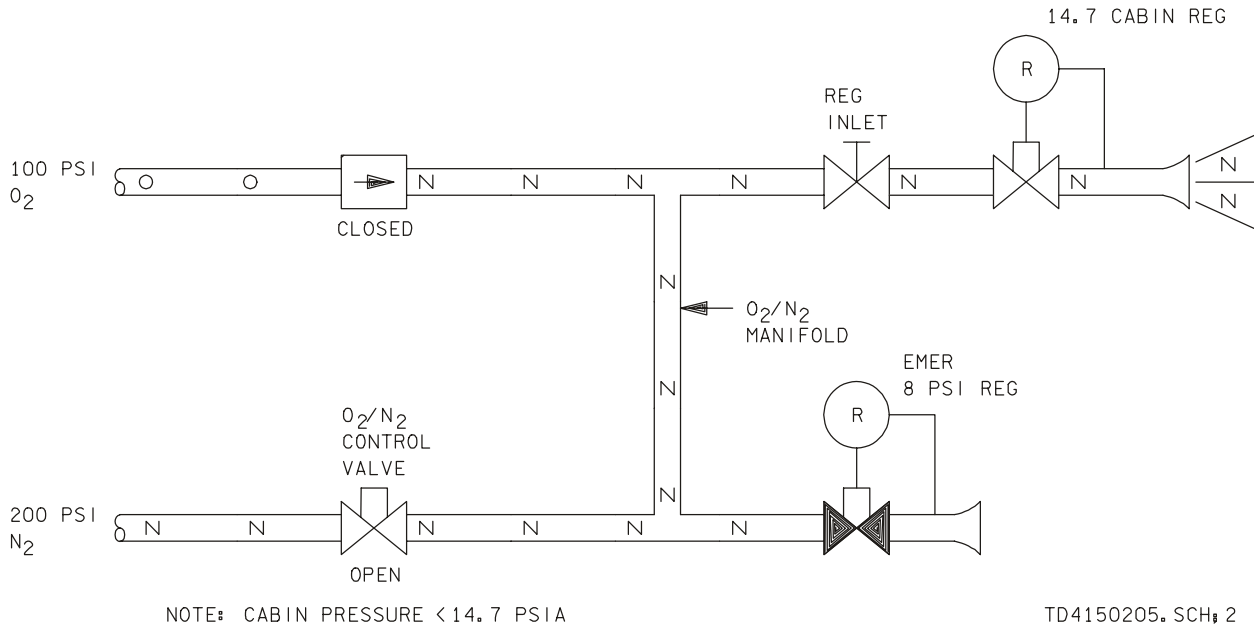 14.7 CABIN REG
R
REG
INLET
100 PSI
O2
O O
N N N N N N
N
N
CLOSED
N
O2/N2
MANIFOLD
N
EMER
8 PSI REG
R
O2/N2
CONTROL
VALVE
N
200 PSI
N2
N N N N N N
OPEN
NOTE: CABIN PRESSURE <14.7 PSIA
TD4150205.SCH;2